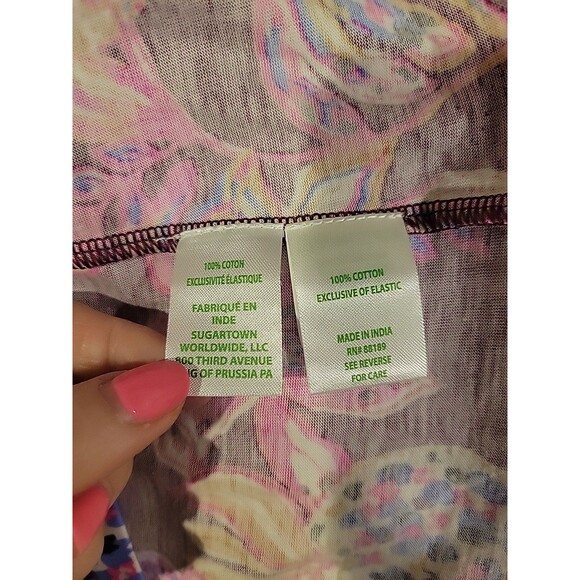 100% COTON
EXCLUSIVITÉ ÉLASTIQUE
FABRIQUÉ EN
INDE
SUGARTOWN
WORLDWIDE, LLC
800 THIRD AVENUE
OF PRUSSIA PA
100% COTTON
EXCLUSIVE OF ELASTIC
MADE IN INDIA
RN# 88189
SEE REVERSE
FOR CARE